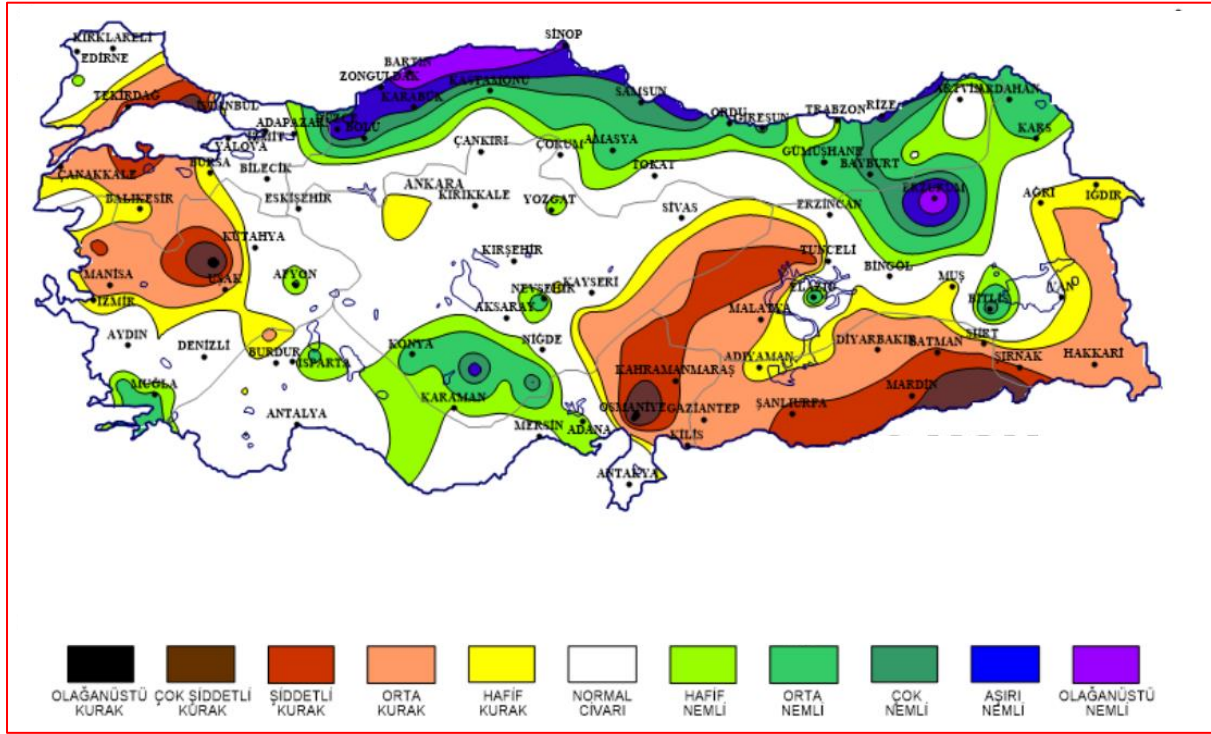 SİNOP
KIRKLARELİ
EDİRNE
BARTIN
ZONGULDAK
KASTAMONU
KARABÜK
SAMSUN
TEKİRDAĞ
İSTANBUL
DÜZCE
ADAPAZARI
BOLU
İZMİT
YALOVA
ORDU
GİRESUN
TRABZON
RİZE
ARTVİN
ARDAHAN
KARS
ÇANKIRI
ÇORUM
AMASYA
TOKAT
GÜMÜŞHANE
BAYBURT
ÇANAKKALE
BURSA
BİLECİK
ANKARA
ERZURUM
AĞRI
IĞDIR
BALIKESİR
ESKİŞEHİR
KIRIKKALE
YOZGAT
SİVAS
ERZİNCAN
KÜTAHYA
KIRŞEHİR
TUNCELİ
BİNGÖL
MUŞ
MANİSA
UŞAK
AFYON
NEVŞEHİR
KAYSERİ
ELAZIĞ
BİTLİS
VAN
İZMİR
AKSARAY
MALATYA
AYDIN
DENİZLİ
BURDUR
ISPARTA
KONYA
NİĞDE
ADIYAMAN
DİYARBAKIR
BATMAN
SİİRT
ŞIRNAK
HAKKARİ
MUĞLA
KARAMAN
KAHRAMANMARAŞ
MARDİN
ANTALYA
MERSİN
ADANA
OSMANİYE
GAZİANTEP
ŞANLIURFA
KİLİS
ANTAKYA
OLAĞANÜSTÜ
KURAK
ÇOK ŞİDDETLİ
KURAK
ŞİDDETLİ
KURAK
ORTA
KURAK
HAFİF
KURAK
NORMAL
CİVARI
HAFİF
NEMLİ
ORTA
NEMLİ
ÇOK
NEMLİ
AŞIRI
NEMLİ
OLAĞANÜSTÜ
NEMLİ